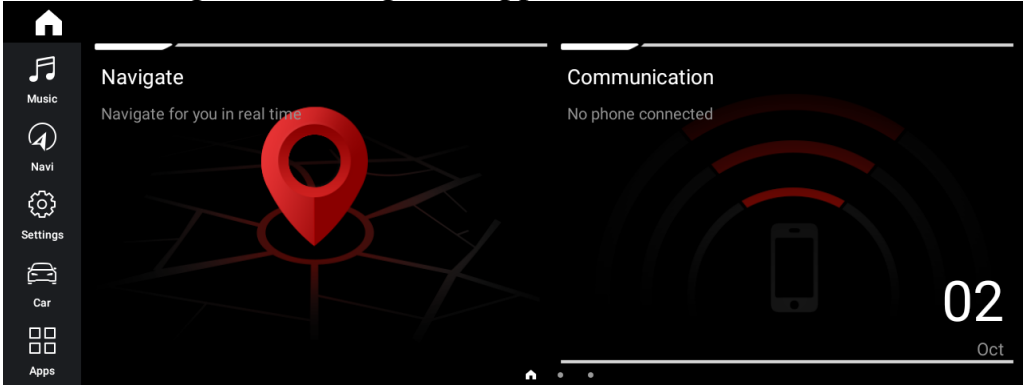 Music
Navi
Settings
Car
Apps
Navigate
Navigate for you in real time
Communication
No phone connected
02
Oct